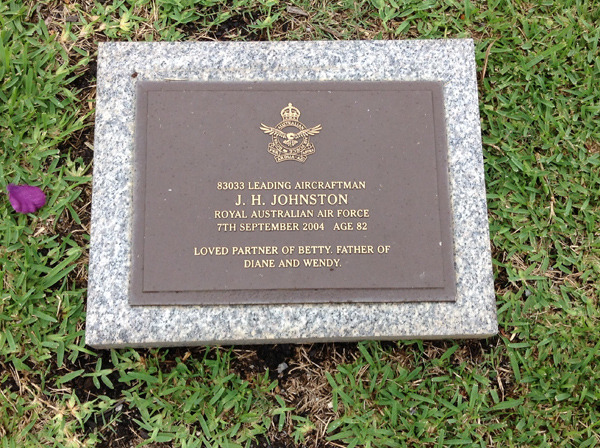 AUSTRALIAN
83033 LEADING AIRCRAFTMAN
J. H. JOHNSTON
ROYAL AUSTRALIAN AIR FORCE
7TH SEPTEMBER 2004 AGE 82
LOVED PARTNER OF BETTY. FATHER OF
DIANE AND WENDY.